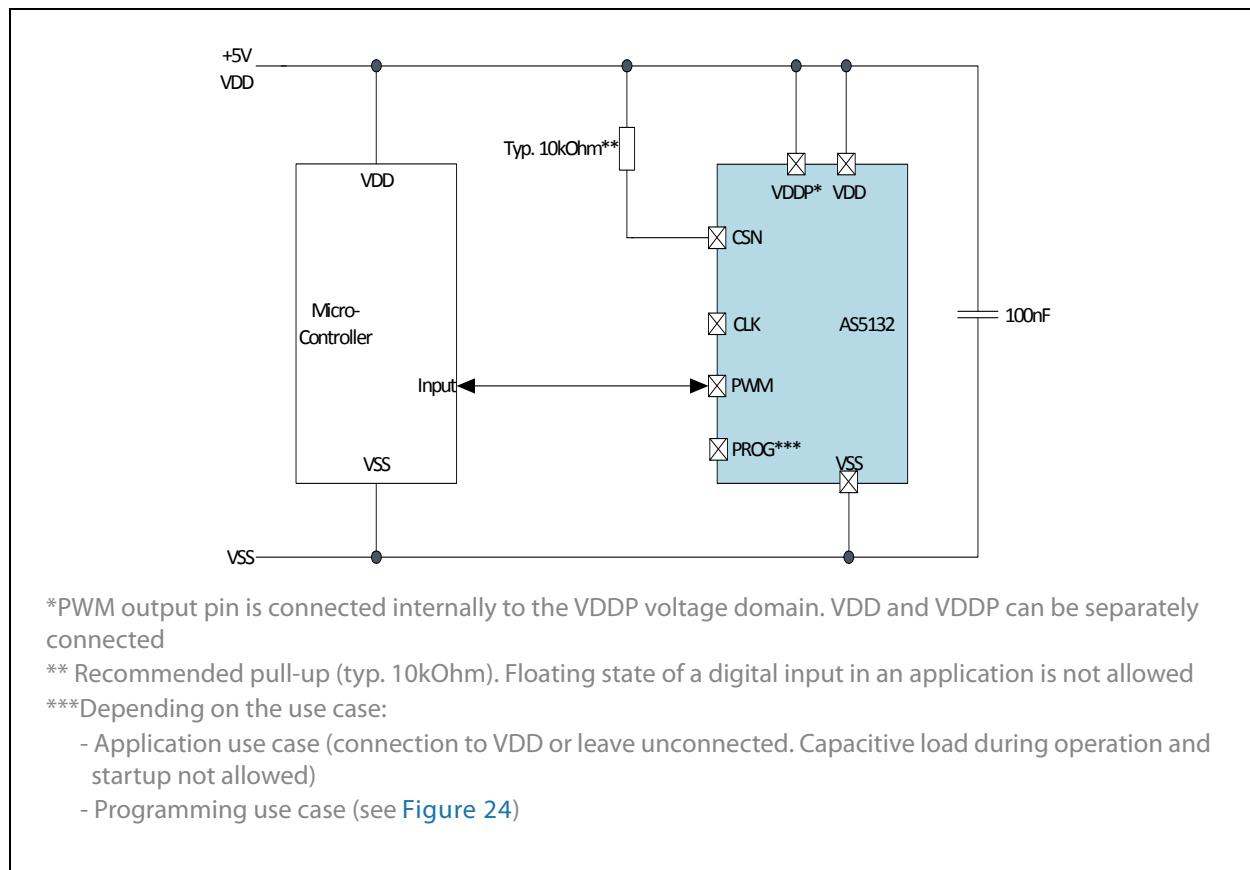 +5V
VDD
Typ. 10kOhm**
VDD
VDDP* VDD
CSN
Micro-
Controller
CLK
AS5132
100nF
Input
PWM
PROG***
VSS
VSS
VSS
*PWM output pin is connected internally to the VDDP voltage domain. VDD and VDDP can be separately
connected
** Recommended pull-up (typ. 10kOhm). Floating state of a digital input in an application is not allowed
***Depending on the use case:
- Application use case (connection to VDD or leave unconnected. Capacitive load during operation and
startup not allowed)
- Programming use case (see Figure 24)